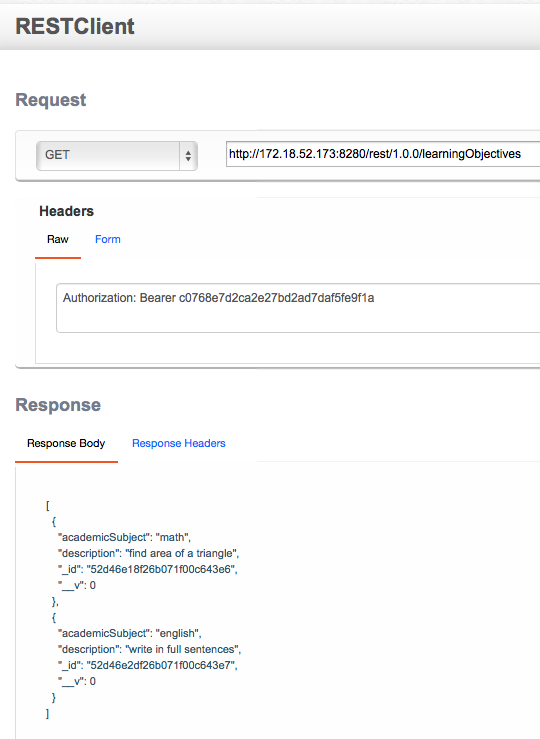 RESTClient
Request
GET http://172.18.52.173:8280/rest/1.0.0/learningObjectives
Headers
Raw Form
Authorization: Bearer c0768e7d2ca2e27bd2ad7daf5fe9f1a
Response
Response Body Response Headers
[
{
"academicSubject": "math",
"description": "find area of a triangle",
"_id": "52d46e18f26b071f00c643e6",
"__v": 0
},
{
"academicSubject": "english",
"description": "write in full sentences",
"_id": "52d46e2df26b071f00c643e7",
"__v": 0
}
]